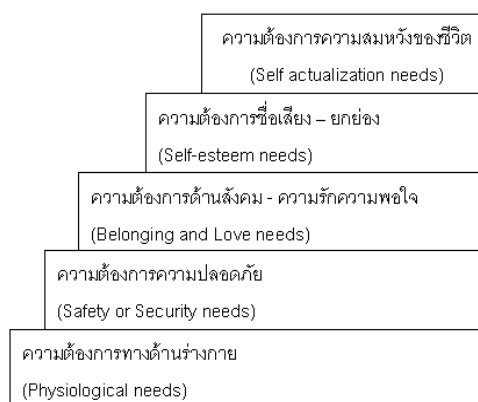 ความต้องการความสมหวังของชีวิต
(Self actualization needs)
ความต้องการชื่อเสียง – ยกย่อง
(Self-esteem needs)
ความต้องการด้านสังคม - ความรักความพอใจ
(Belonging and Love needs)
ความต้องการความปลอดภัย
(Safety or Security needs)
ความต้องการทางด้านร่างกาย
(Physiological needs)